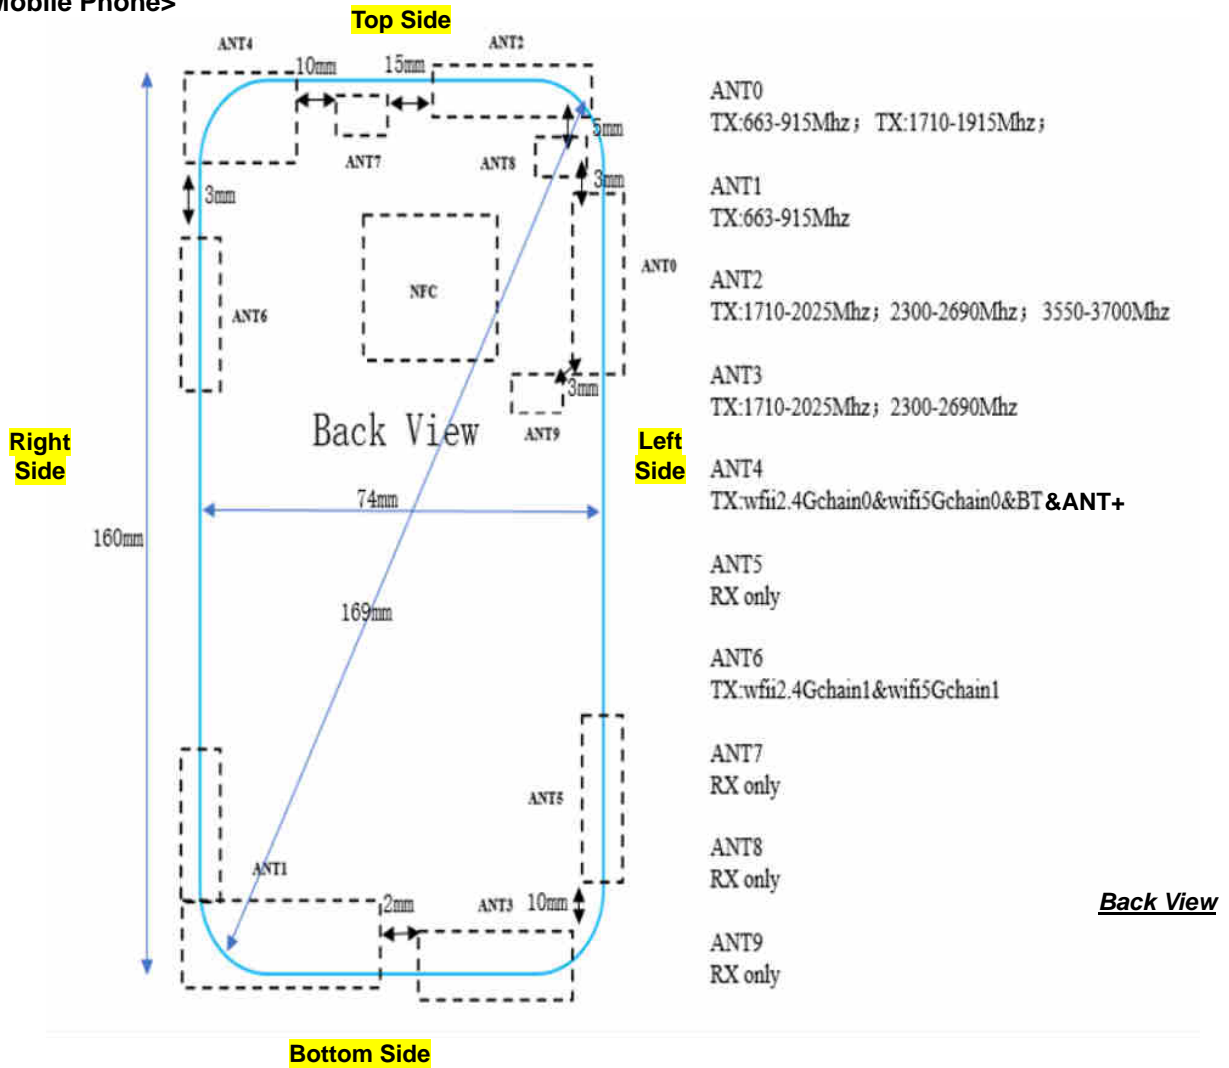 Mobile Phone>
Top Side
ANT4
ANT2
10mm
15mm
5mm
ANT7
ANT8
3mm
3mm
ANT0
NFC
ANT6
3mm
Back View
ANT9
Right
Side
Left
Side
74mm
160mm
169mm
ANT5
ANT1
2mm
ANT3
10mm
Bottom Side
ANT0
TX:663-915Mhz; TX:1710-1915Mhz;
ANT1
TX:663-915Mhz
ANT2
TX:1710-2025Mhz; 2300-2690Mhz; 3550-3700Mhz
ANT3
TX:1710-2025Mhz; 2300-2690Mhz
ANT4
TX:wfii2.4Gchain0&wifi5Gchain0&BT &ANT+
ANT5
RX only
ANT6
TX:wfii2.4Gchain1&wifi5Gchain1
ANT7
RX only
ANT8
RX only
Back View
ANT9
RX only